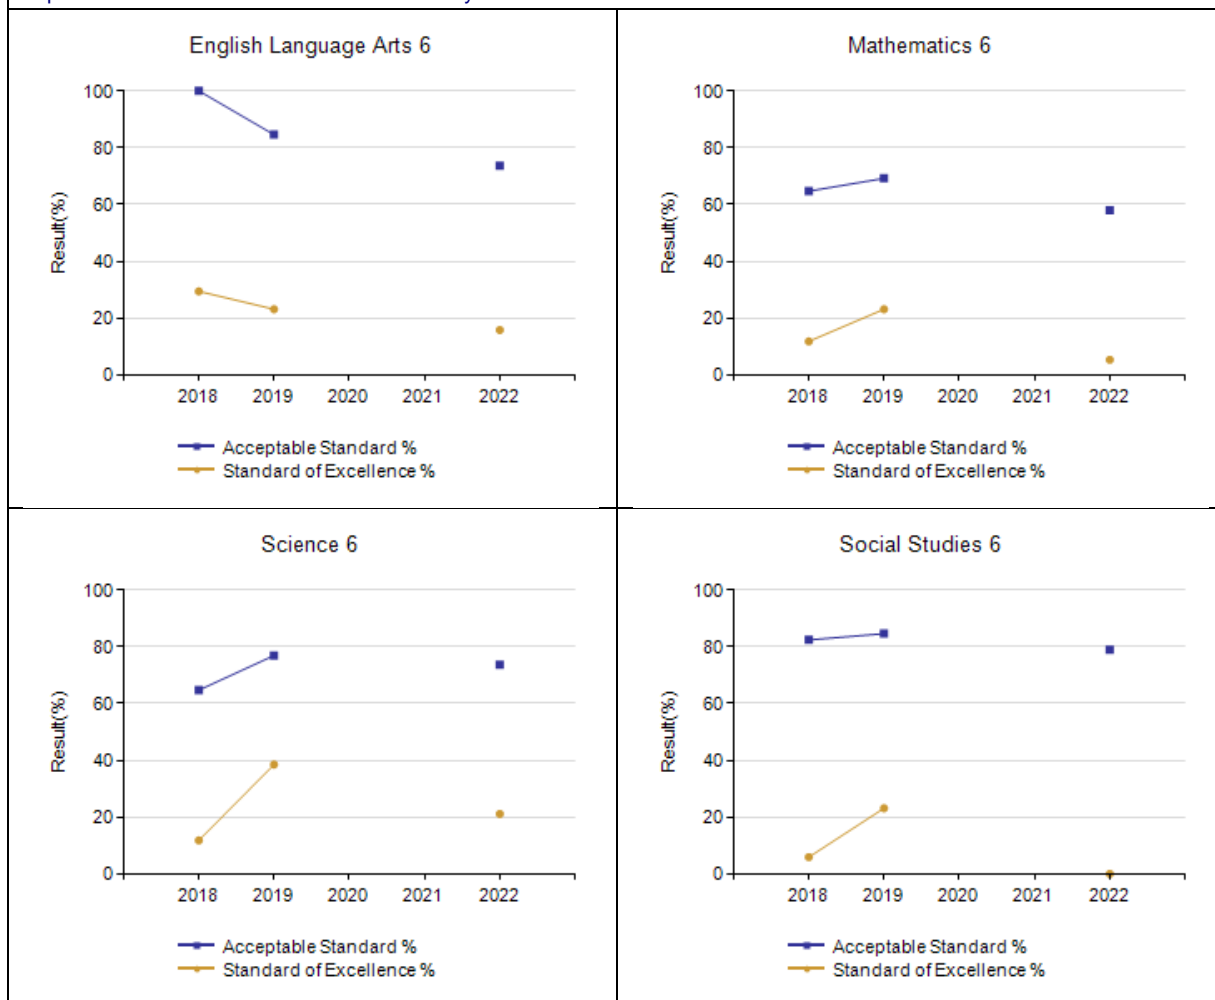 English Language Arts 6
100
80
60
40
20
0
Result(%)
2018 2019 2020 2021 2022
Acceptable Standard %
Standard of Excellence %
Mathematics 6
100
80
60
40
20
0
Result(%)
2018 2019 2020 2021 2022
Acceptable Standard %
Standard of Excellence %
Science 6
100
80
60
40
20
0
Result(%)
2018 2019 2020 2021 2022
Acceptable Standard %
Standard of Excellence %
Social Studies 6
100
80
60
40
20
0
Result(%)
2018 2019 2020 2021 2022
Acceptable Standard %
Standard of Excellence %